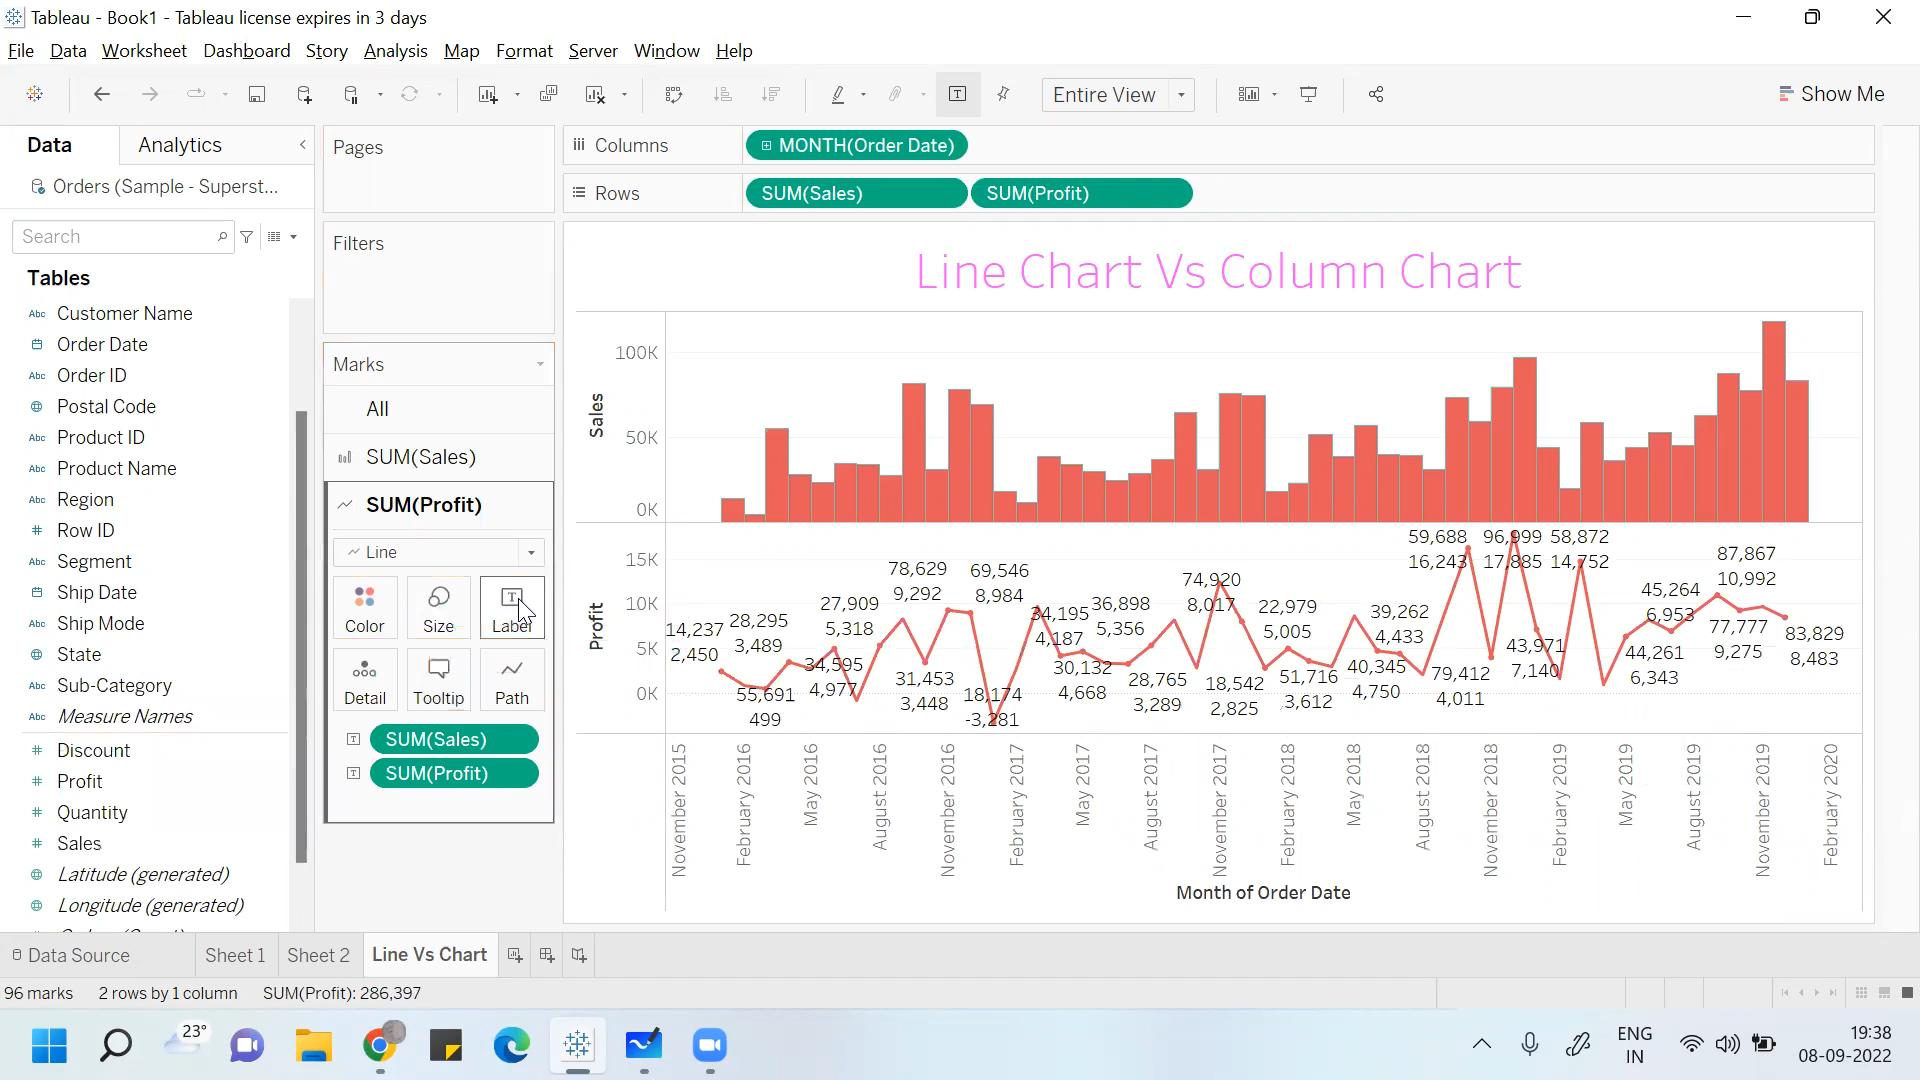 Tableau - Book1 - Tableau license expires in 3 days
File Data Worksheet Dashboard Story Analysis Map Format Server Window Help
Entire View
Show Me
Data
Analytics
Orders (Sample - Superst...
Search
Tables
Abc Customer Name
Order Date
Abc Order ID
Postal Code
Abc Product ID
Abc Product Name
Abc Region
# Row ID
Abc Segment
Ship Date
Abc Ship Mode
State
Abc Sub-Category
Abc Measure Names
# Discount
# Profit
# Quantity
# Sales
Latitude (generated)
Longitude (generated)
Pages
Filters
Marks
All
SUM(Sales)
SUM(Profit)
Line
Color Size Label
Detail Tooltip Path
T SUM(Sales)
T SUM(Profit)
Columns MONTH(Order Date)
Rows SUM(Sales) SUM(Profit)
Line Chart Vs Column Chart
Sales
100K
50K
0K
Profit
15K
10K
5K
0K
14,237
2,450
28,295
3,489
55,691
499
27,909
5,318
34,595
4,977
78,629
9,292
31,453
3,448
69,546
8,984
18,174
-3,281
34,195
4,187
30,132
4,668
36,898
5,356
28,765
3,289
74,920
8,017
18,542
2,825
22,979
5,005
51,716
3,612
39,262
4,433
40,345
4,750
59,688
16,243
79,412
4,011
96,999
17,885
43,971
7,140
58,872
14,752
44,261
6,343
45,264
6,953
87,867
10,992
77,777
9,275
83,829
8,483
November 2015
February 2016
May 2016
August 2016
November 2016
February 2017
May 2017
August 2017
November 2017
February 2018
May 2018
August 2018
November 2018
February 2019
May 2019
August 2019
November 2019
February 2020
Month of Order Date
Data Source Sheet 1 Sheet 2 Line Vs Chart
96 marks 2 rows by 1 column SUM(Profit): 286,397
23°
ENG
IN
19:38
08-09-2022